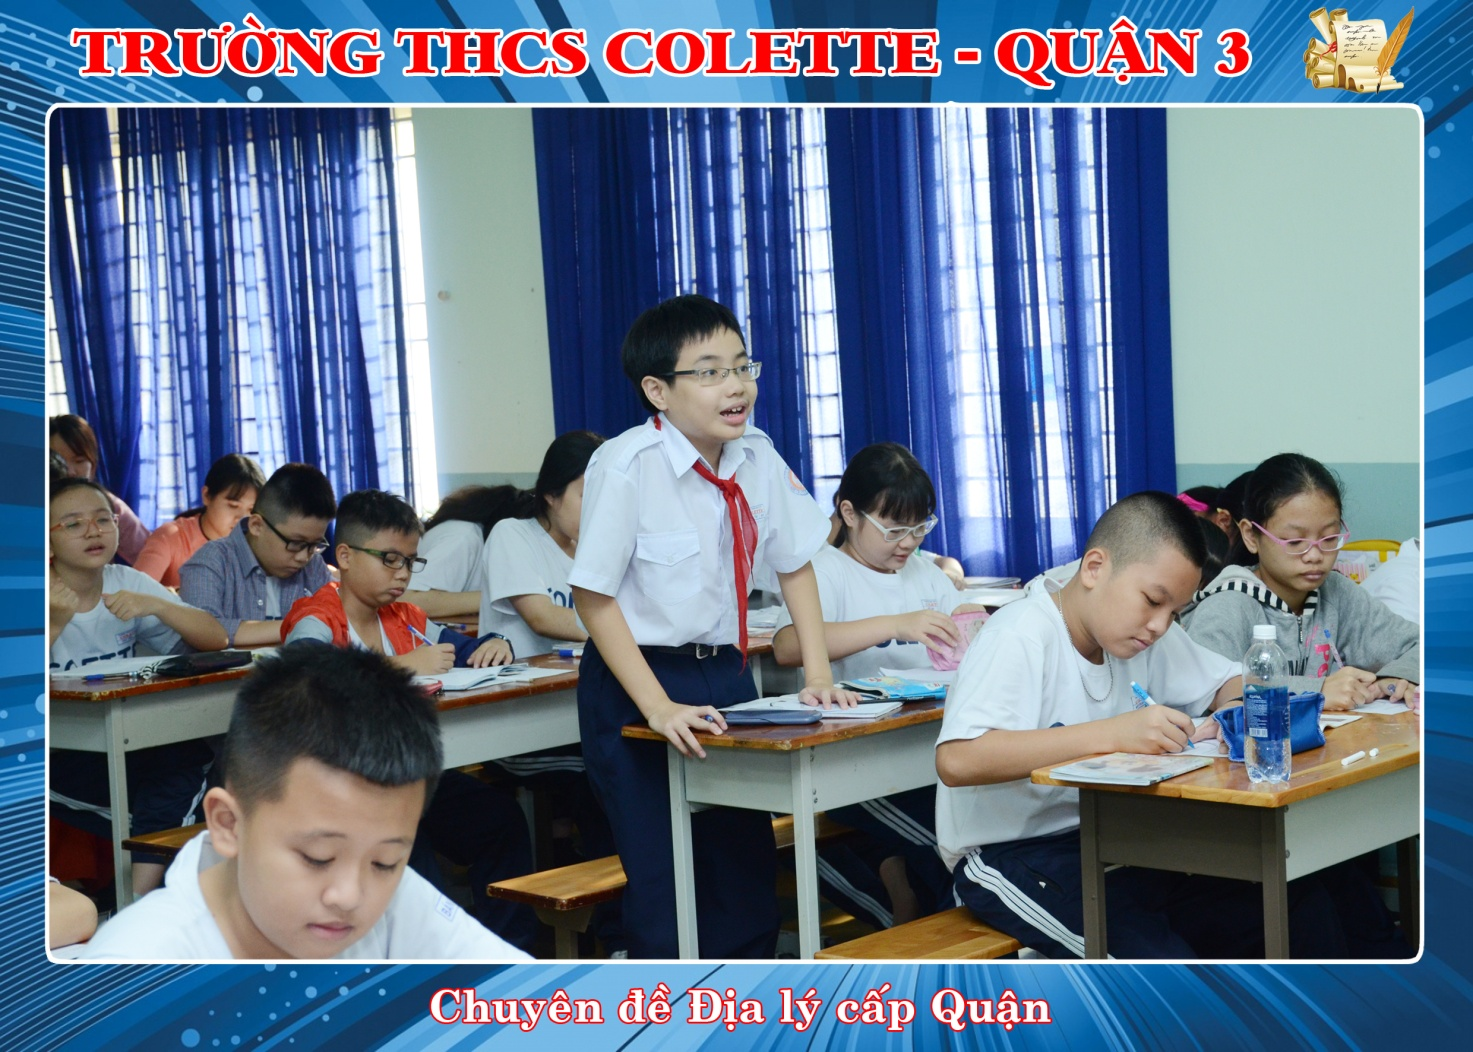 TRƯỜNG THCS COLETTE - QUẬN 3
Chuyên đề Địa lý cấp Quận